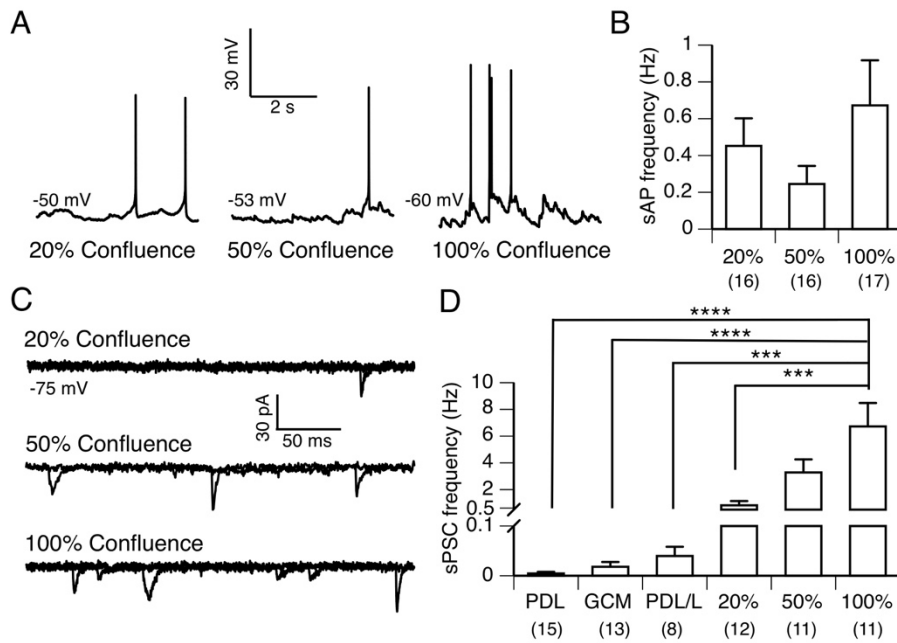 A
30 mV
2 s
-50 mV
-53 mV
-60 mV
20% Confluence
50% Confluence
100% Confluence
B
sAP frequency (Hz)
1
0.8
0.6
0.4
0.2
0
20%
50%
100%
(16)
(16)
(17)
C
20% Confluence
-75 mV
30 pA
50 ms
50% Confluence
100% Confluence
D
****
****
***
***
sPSC frequency (Hz)
10
8
6
4
2
0.5
0.1
0
PDL
GCM
PDL/L
20%
50%
100%
(15)
(13)
(8)
(12)
(11)
(11)